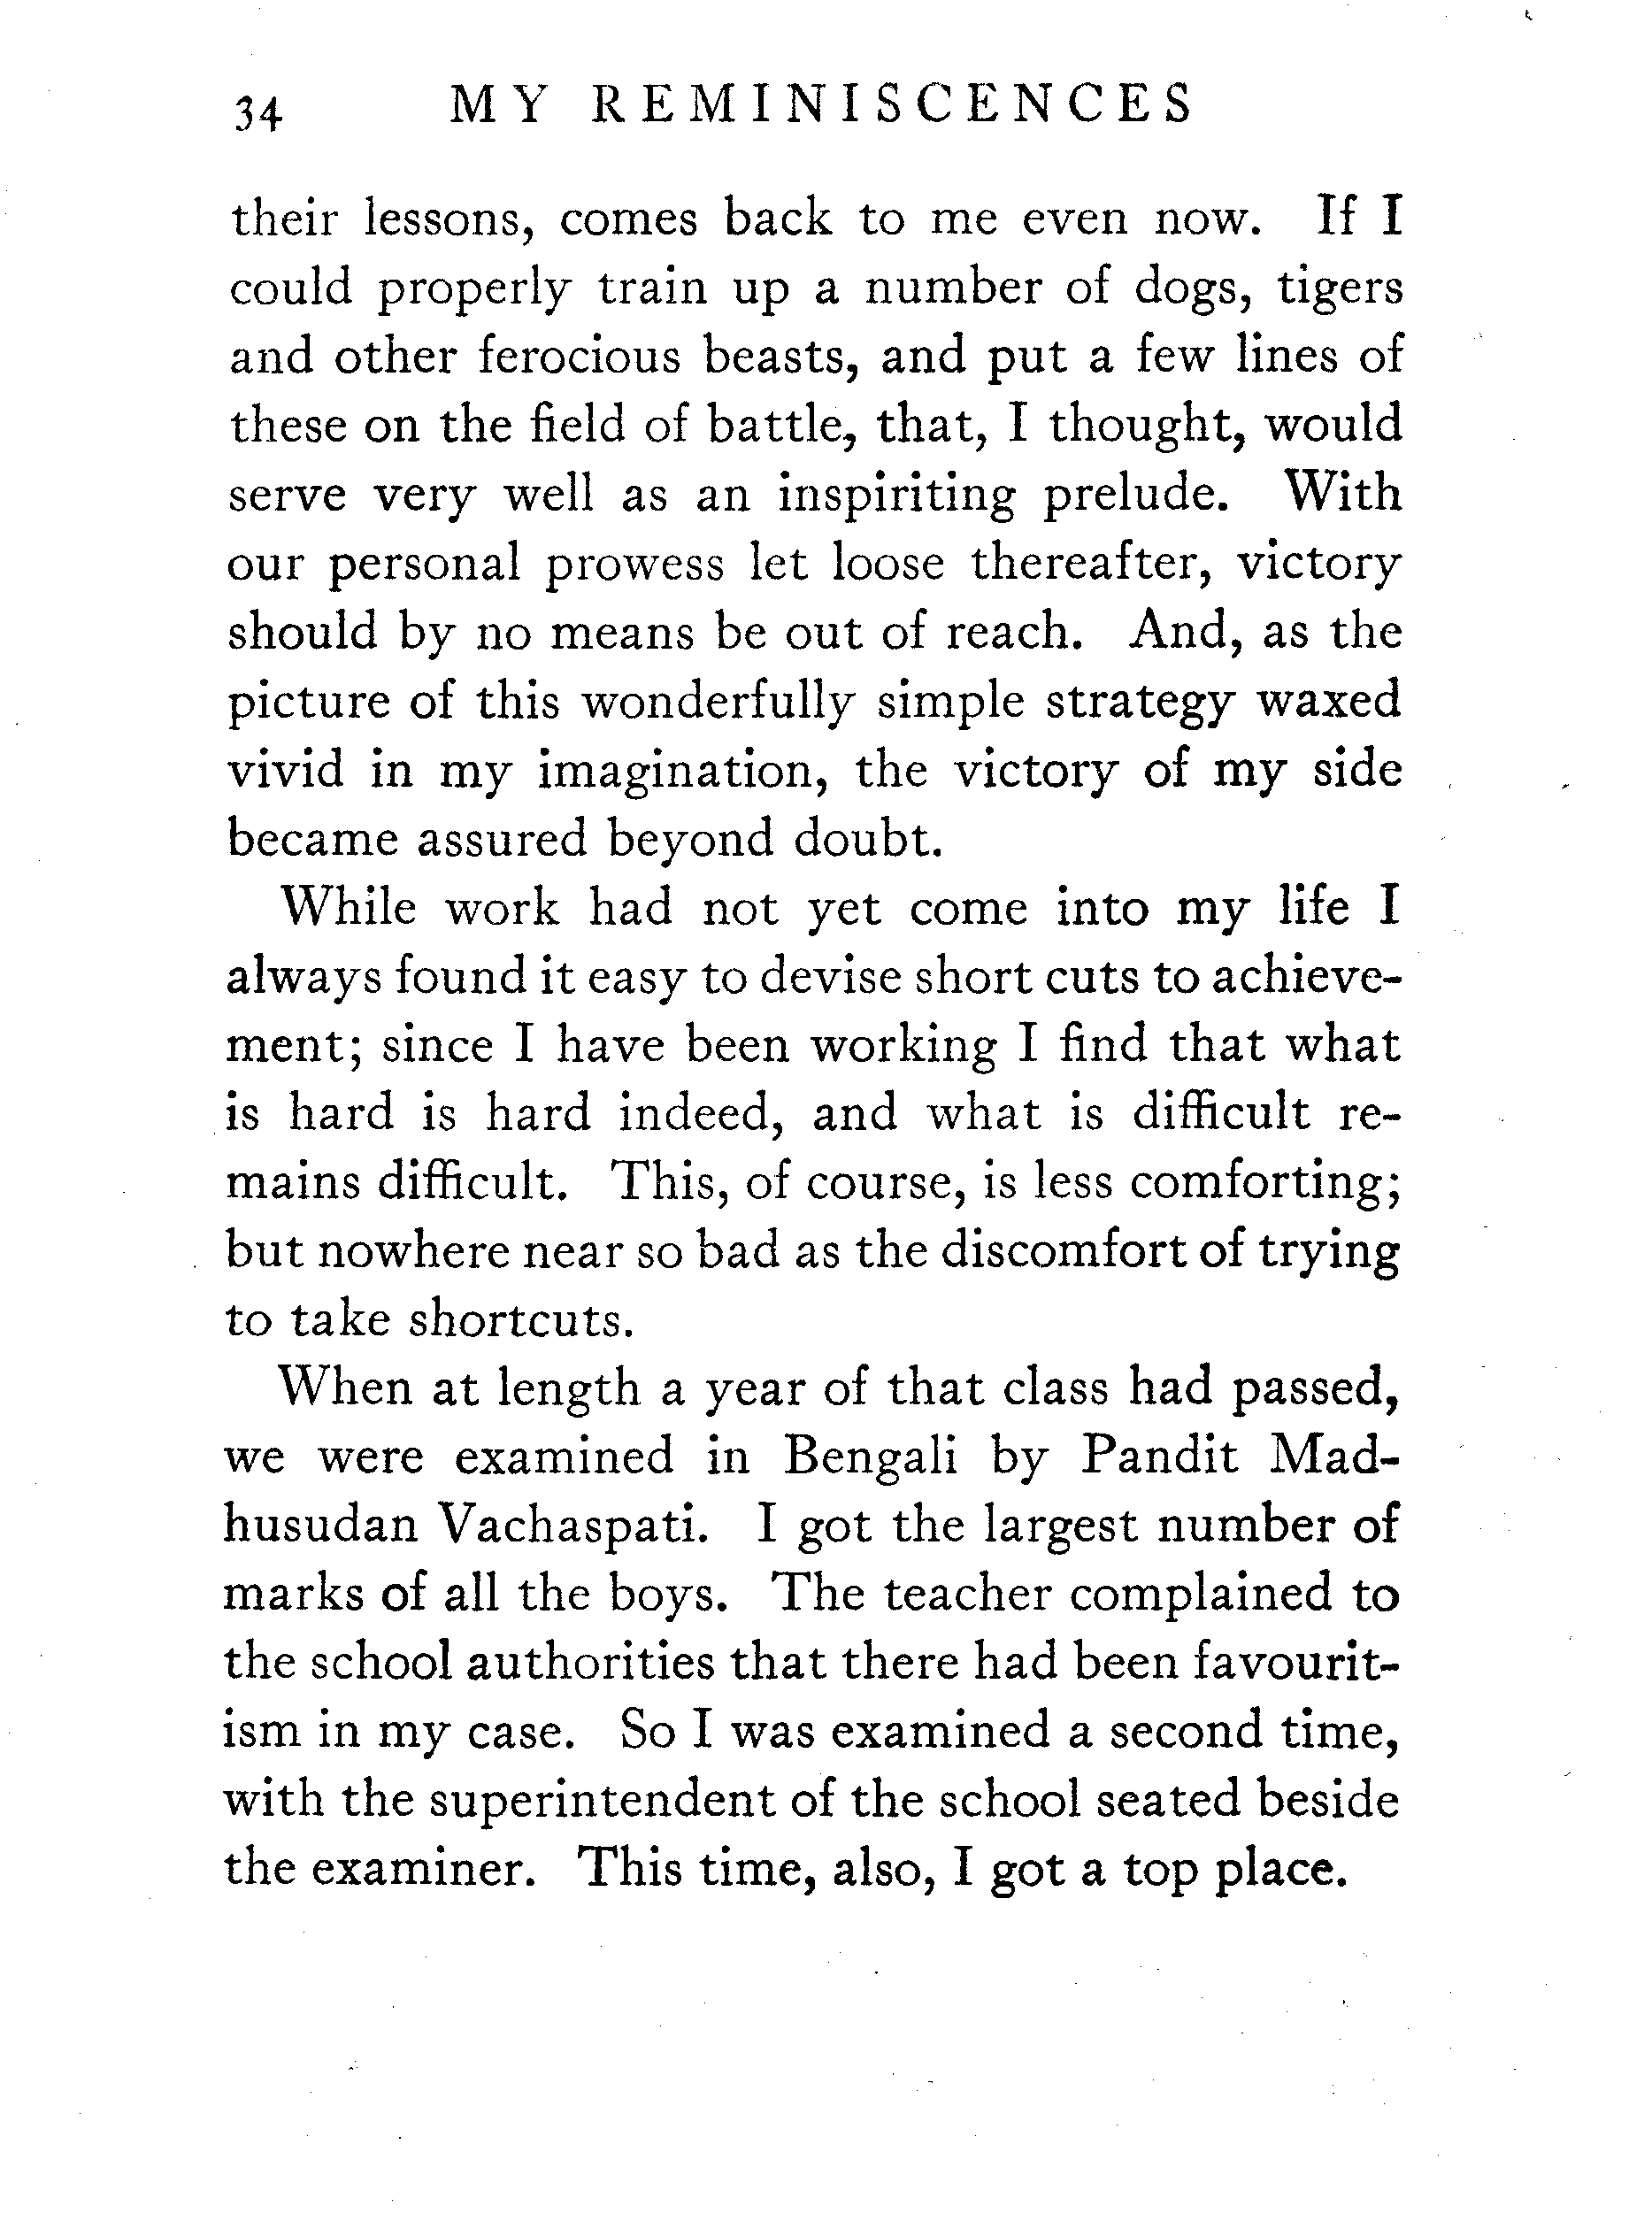 34 MY REMINISCENCES
their lessons, comes back to me even now. If I
could properly train up a number of dogs, tigers
and other ferocious beasts, and put a few lines of
these on the field of battle, that, I thought, would
serve very well as an inspiriting prelude. With
our personal prowess let loose thereafter, victory
should by no means be out of reach. And, as the
picture of this wonderfully simple strategy waxed
vivid in my imagination, the victory of my side
became assured beyond doubt.
While work had not yet come into my life I
always found it easy to devise short cuts to achieve-
ment; since I have been working I find that what
is hard is hard indeed, and what is difficult re-
mains difficult. This, of course, is less comforting;
but nowhere near so bad as the discomfort of trying
to take shortcuts.
When at length a year of that class had passed,
we were examined in Bengali by Pandit Mad-
husudan Vachaspati. I got the largest number of
marks of all the boys. The teacher complained to
the school authorities that there had been favourit-
ism in my case. So I was examined a second time,
with the superintendent of the school seated beside
the examiner. This time, also, I got a top place.